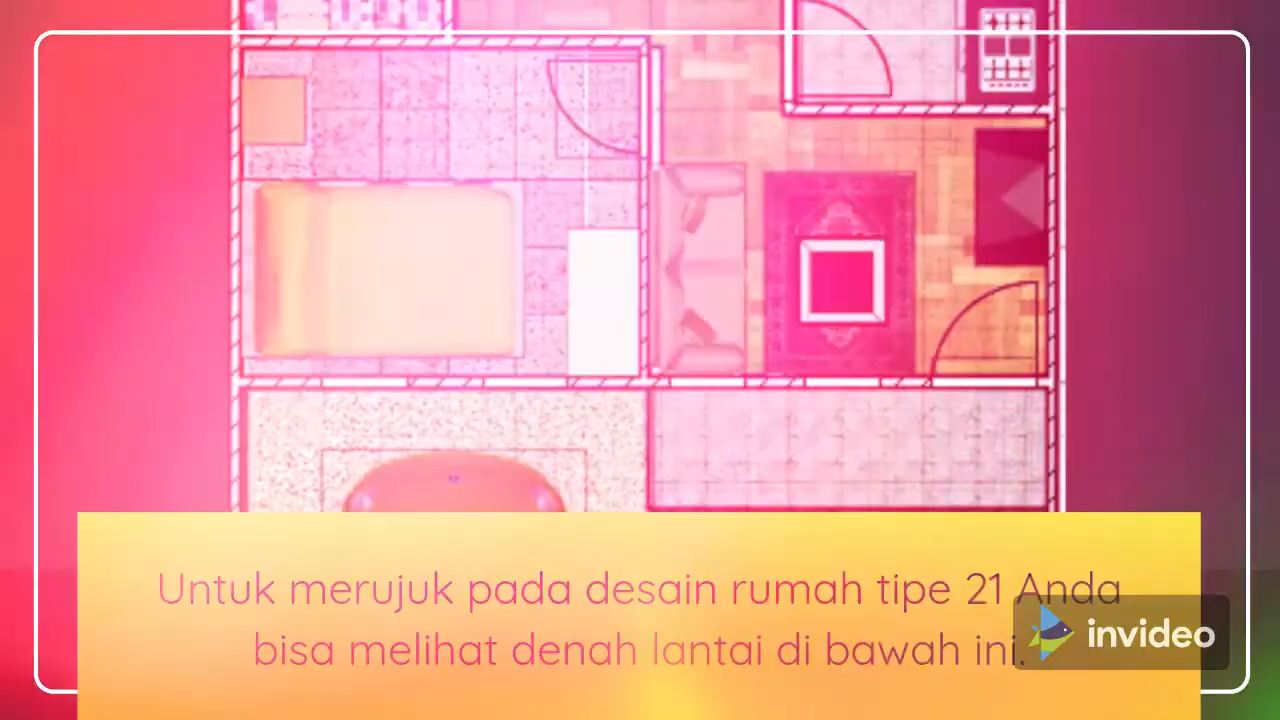 Untuk merujuk pada desain rumah tipe 21 Anda
bisa melihat denah lantai di bawah ini.
invideo